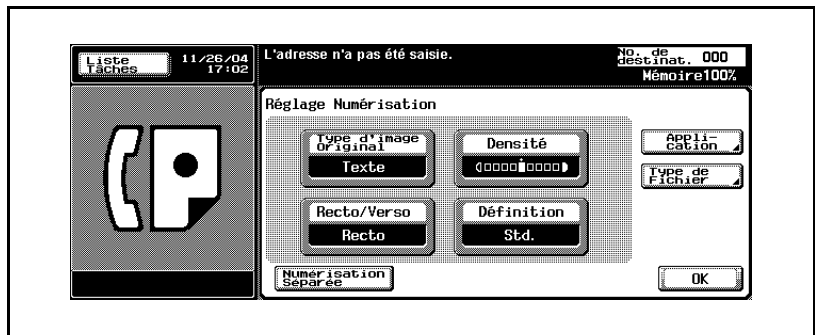 Liste
Tâches
11/26/04
17:02
L'adresse n'a pas été saisie.
No. de
destinat. 000
Mémoire100%
Réglage Numérisation
Type d'image
Original
Texte
Densité
Appli-
cation
Type de
Fichier
Recto/Verso
Recto
Définition
Std.
Numérisation
Séparée
OK